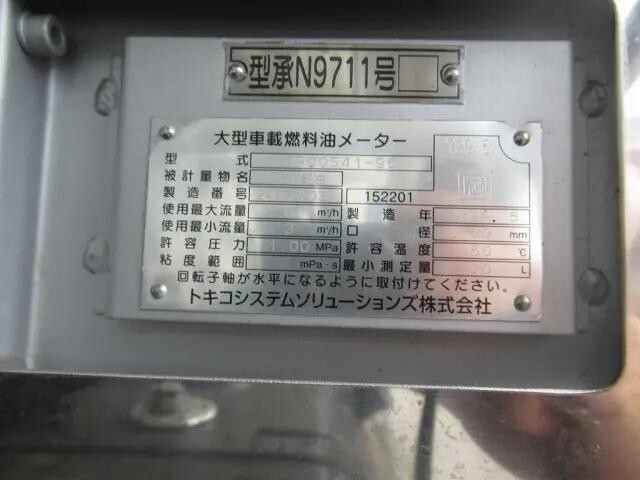 型承N9711号
大型車載燃料油メーター
型式
被計量物名
製造番号 152201
使用最大流量 m³/h 製造年
使用最小流量 3 m³/h 口径 mm
許容圧力 1.00 MPa 許容温度 50 ℃
粘度範囲 mPa・s 最小測定量 L
回転子軸が水平になるように取付けてください。
トキコシステムソリューションズ株式会社